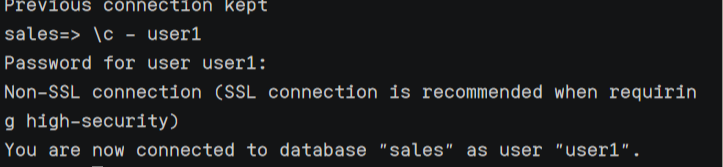 Previous connection kept
sales=> \c - user1
Password for user user1:
Non-SSL connection (SSL connection is recommended when requirin
g high-security)
You are now connected to database "sales" as user "user1".